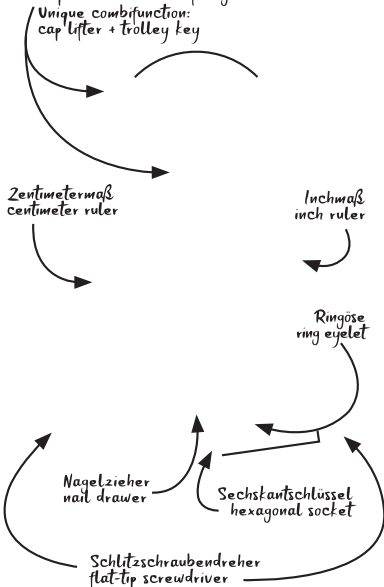 Unique combifunction:
cap lifter + trolley key
Zentimetermaß
centimeter ruler
Inchmaß
inch ruler
Ringöse
ring eyelet
Nagelzieher
nail drawer
Sechskantschlüssel
hexagonal socket
Schlitzschraubendreher
flat-tip screwdriver